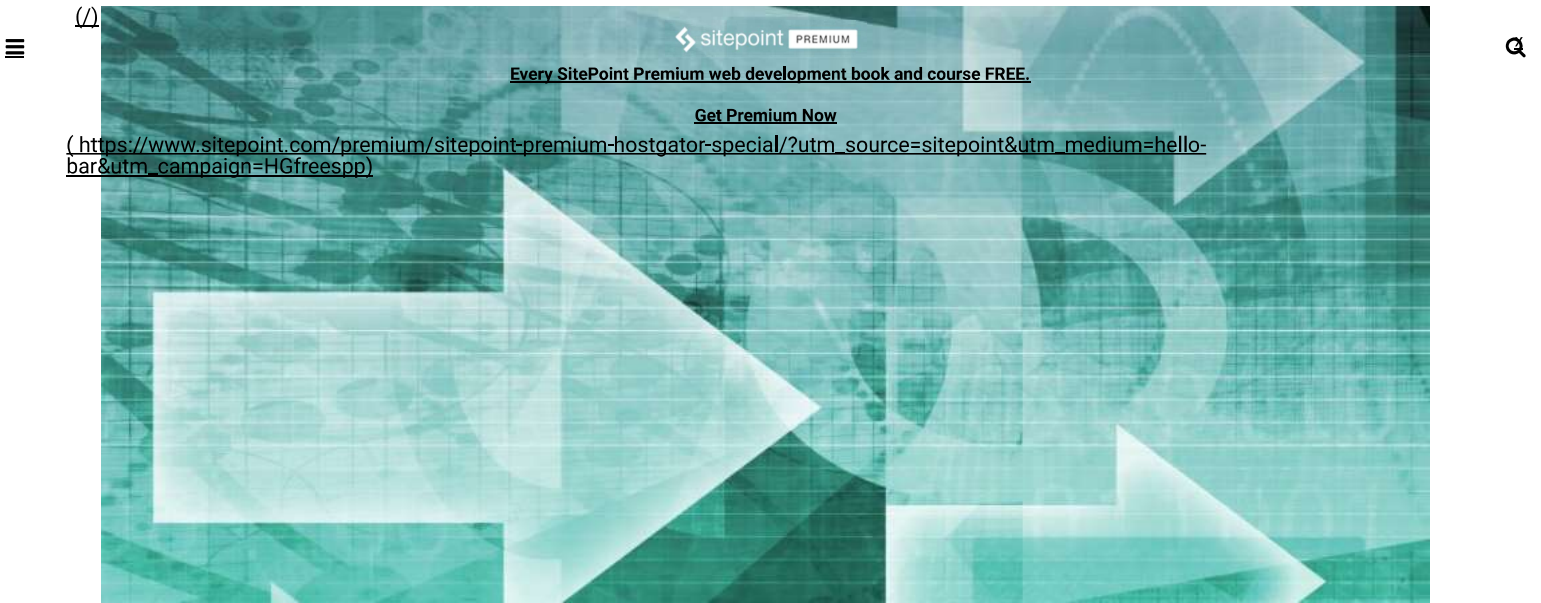 (/)
sitepoint PREMIUM
Every SitePoint Premium web development book and course FREE.
Get Premium Now
( https://www.sitepoint.com/premium/sitepoint-premium-hostgator-special/?utm_source=sitepoint&utm_medium=hello-
bar&utm_campaign=HGfreespp)